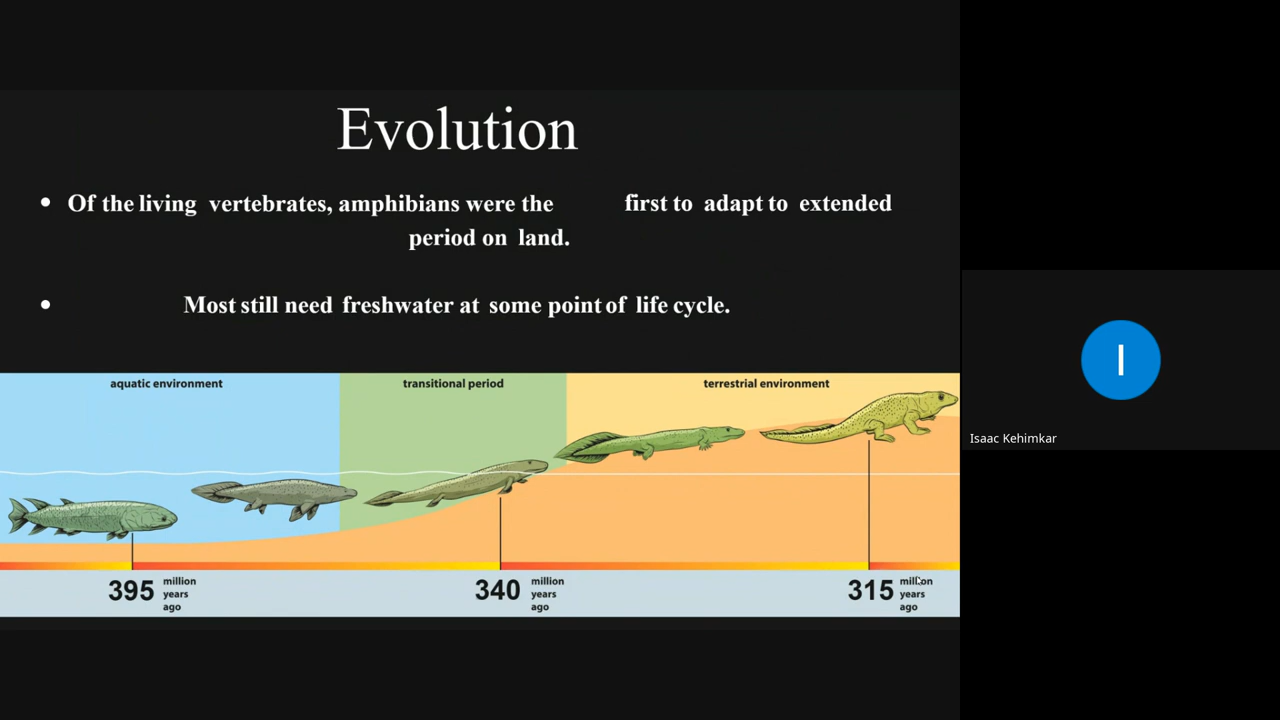 Evolution
• Of the living vertebrates, amphibians were the first to adapt to extended
period on land.
• Most still need freshwater at some point of life cycle.
aquatic environment
transitional period
terrestrial environment
395 million years ago
340 million years ago
315 million years ago
I
Isaac Kehimkar